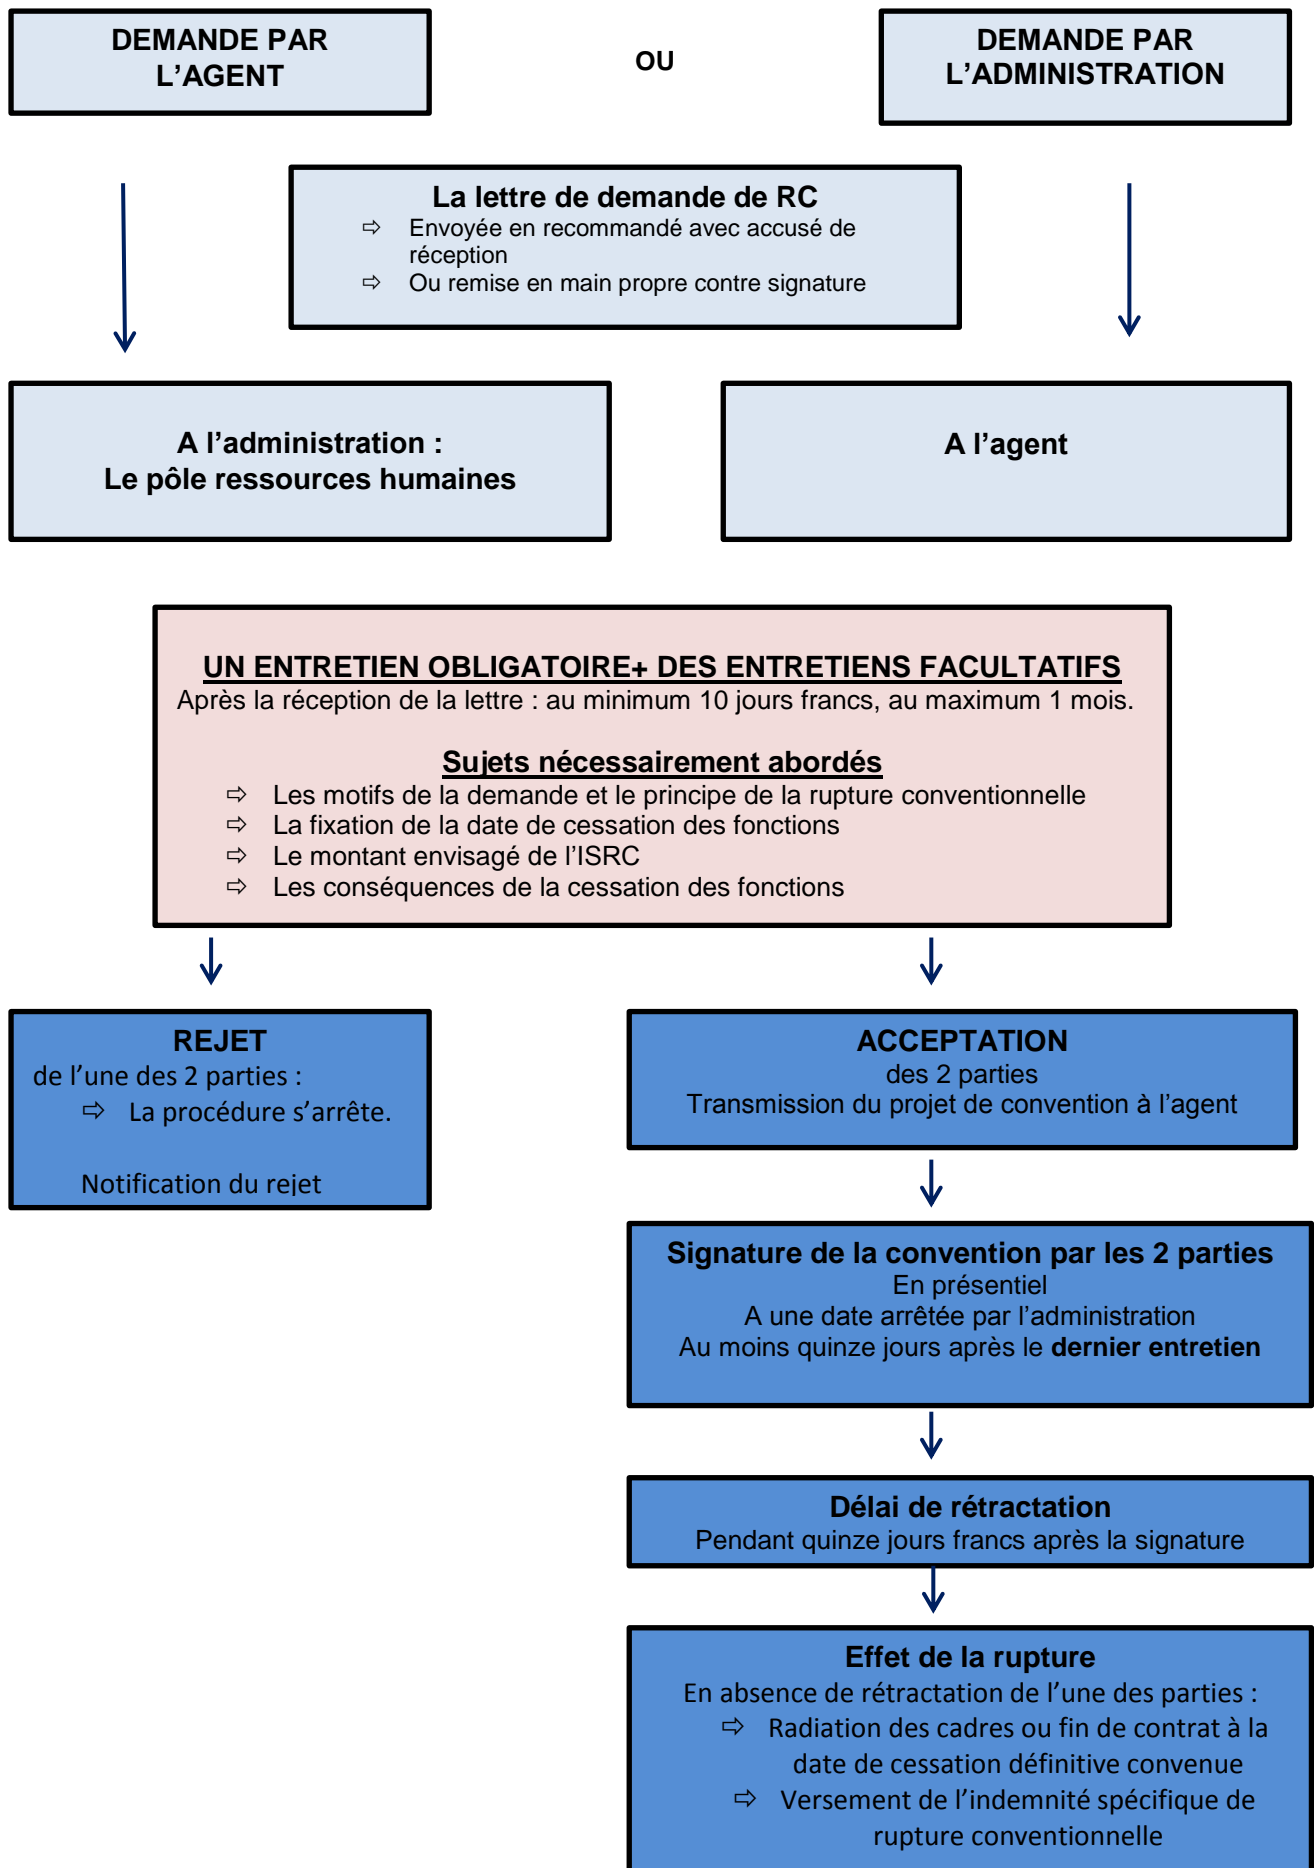 DEMANDE PAR
L’AGENT
OU
DEMANDE PAR
L’ADMINISTRATION
La lettre de demande de RC
⇨ Envoyée en recommandé avec accusé de
réception
⇨ Ou remise en main propre contre signature
A l’administration :
Le pôle ressources humaines
A l’agent
UN ENTRETIEN OBLIGATOIRE+ DES ENTRETIENS FACULTATIFS
Après la réception de la lettre : au minimum 10 jours francs, au maximum 1 mois.
Sujets nécessairement abordés
⇨ Les motifs de la demande et le principe de la rupture conventionnelle
⇨ La fixation de la date de cessation des fonctions
⇨ Le montant envisagé de l’ISRC
⇨ Les conséquences de la cessation des fonctions
REJET
de l’une des 2 parties :
⇨ La procédure s’arrête.
Notification du rejet
ACCEPTATION
des 2 parties
Transmission du projet de convention à l’agent
Signature de la convention par les 2 parties
En présentiel
A une date arrêtée par l’administration
Au moins quinze jours après le dernier entretien
Délai de rétractation
Pendant quinze jours francs après la signature
Effet de la rupture
En absence de rétractation de l’une des parties :
⇨ Radiation des cadres ou fin de contrat à la
date de cessation définitive convenue
⇨ Versement de l’indemnité spécifique de
rupture conventionnelle